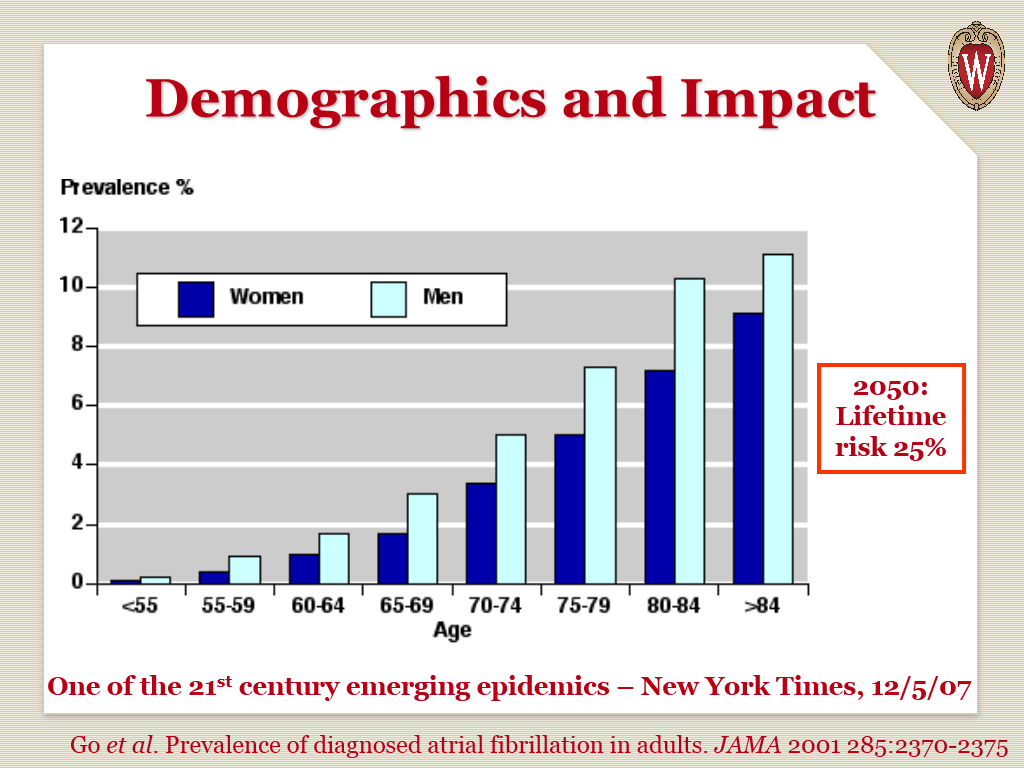 W
Demographics and Impact
Prevalence %
12
10
8
6
4
2
0
Women Men
<55 55-59 60-64 65-69 70-74 75-79 80-84 >84
Age
2050:
Lifetime
risk 25%
One of the 21st century emerging epidemics – New York Times, 12/5/07
Go et al. Prevalence of diagnosed atrial fibrillation in adults. JAMA 2001 285:2370-2375